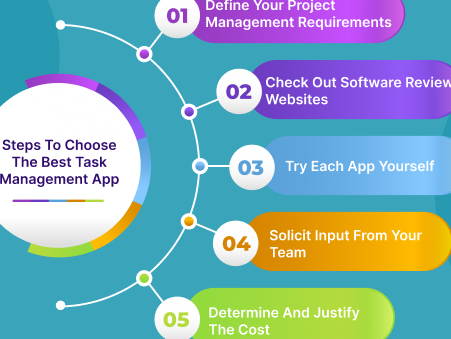 01
Define Your Project
Management Requirements
02
Check Out Software Review
Websites
Steps To Choose
The Best Task
Management App
03
Try Each App Yourself
04
Solicit Input From Your
Team
05
Determine And Justify
The Cost